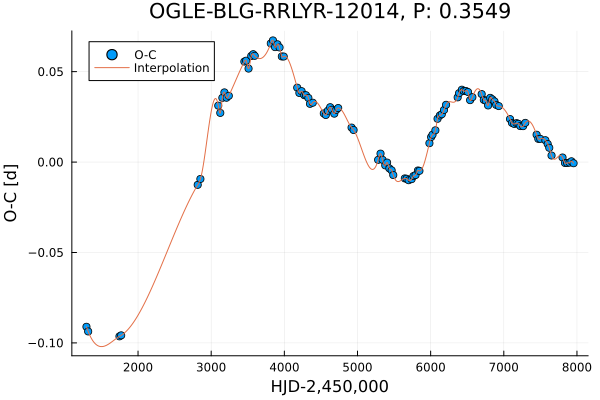 OGLE-BLG-RRLYR-12014, P: 0.3549
O-C
Interpolation
O-C [d]
0.05
0.00
−0.05
−0.10
2000 3000 4000 5000 6000 7000 8000
HJD-2,450,000